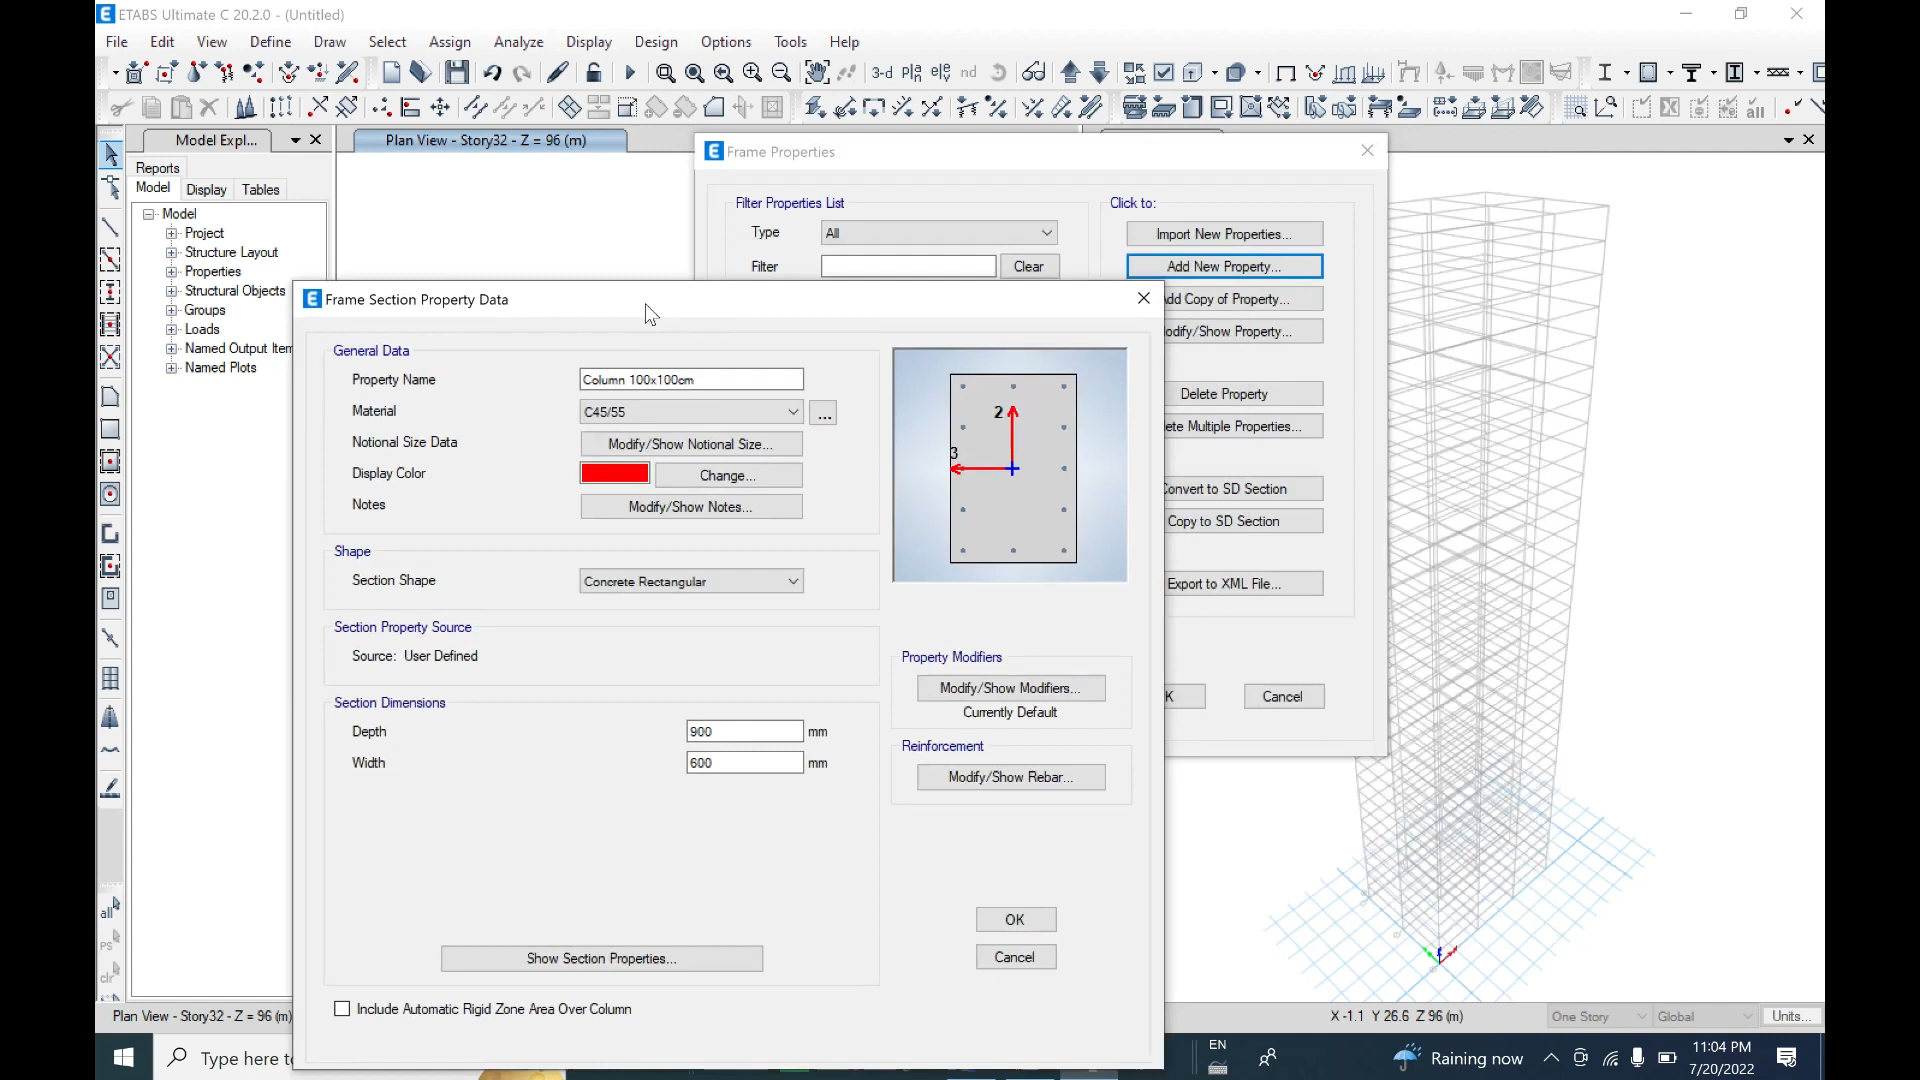 ETABS Ultimate C 20.2.0 - (Untitled)
File Edit View Define Draw Select Assign Analyze Display Design Options Tools Help
3-d nd
Model Expl...
Plan View - Story32 - Z = 96 (m)
Reports
Model Display Tables
Model
Project
Structure Layout
Properties
Structural Objects
Groups
Loads
Named Output Item
Named Plots
Frame Properties
Filter Properties List
Type All
Filter Clear
Click to:
Import New Properties...
Add New Property...
dd Copy of Property...
odify/Show Property...
Delete Property
ete Multiple Properties...
onvert to SD Section
Copy to SD Section
Export to XML File...
K Cancel
Frame Section Property Data
General Data
Property Name Column 100x100cm
Material C45/55 ...
Notional Size Data Modify/Show Notional Size...
Display Color Change...
Notes Modify/Show Notes...
2
3
Shape
Section Shape Concrete Rectangular
Section Property Source
Source: User Defined
Section Dimensions
Depth 900 mm
Width 600 mm
Property Modifiers
Modify/Show Modifiers...
Currently Default
Reinforcement
Modify/Show Rebar...
OK
Cancel
Show Section Properties...
Include Automatic Rigid Zone Area Over Column
all
PS
clr
all
Plan View - Story32 - Z = 96 (m)
X -1.1 Y 26.6 Z 96 (m)
One Story Global Units...
Type here to
EN
Raining now
11:04 PM
7/20/2022